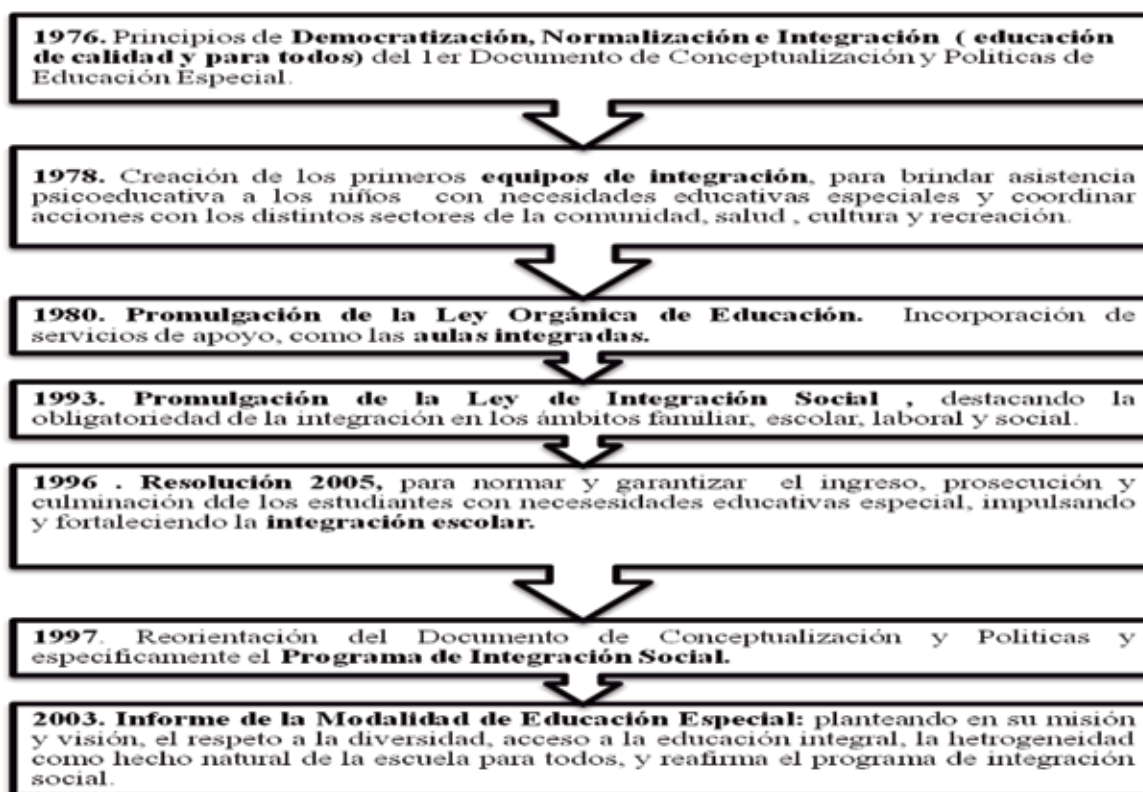 1976. Principios de Democratización, Normalización e Integración ( educación
de calidad y para todos) del 1er Documento de Conceptualización y Politicas de
Educación Especial.
1978. Creación de los primeros equipos de integración, para brindar asistencia
psicoeducativa a los niños con necesidades educativas especiales y coordinar
acciones con los distintos sectores de la comunidad, salud , cultura y recreación.
1980. Promulgación de la Ley Orgánica de Educación. Incorporación de
servicios de apoyo, como las aulas integradas.
1993. Promulgación de la Ley de Integración Social , destacando la
obligatoriedad de la integración en los ámbitos familiar, escolar, laboral y social.
1996 . Resolución 2005, para normar y garantizar el ingreso, prosecución y
culminación dde los estudiantes con necesesidades educativas especial, impulsando
y fortaleciendo la integración escolar.
1997. Reorientación del Documento de Conceptualización y Politicas y
específicamente el Programa de Integración Social.
2003. Informe de la Modalidad de Educación Especial: planteando en su misión
y visión, el respeto a la diversidad, acceso a la educación integral, la hetrogeneidad
como hecho natural de la escuela para todos, y reafirma el programa de integración
social.